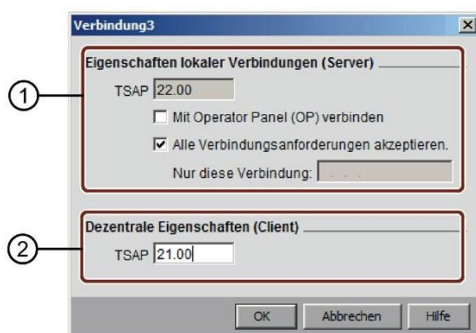 Verbindung3
Eigenschaften lokaler Verbindungen (Server)
TSAP 22.00
Mit Operator Panel (OP) verbinden
Alle Verbindungsanforderungen akzeptieren.
Nur diese Verbindung: . . .
1
Dezentrale Eigenschaften (Client)
TSAP 21.00
2
OK Abbrechen Hilfe